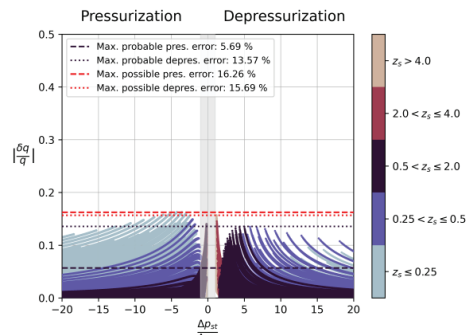 Pressurization Depressurization
0.5
0.4
0.3
0.2
0.1
0.0
|δq/q|
Max. probable pres. error: 5.69 %
Max. probable depres. error: 13.57 %
Max. possible pres. error: 16.26 %
Max. possible depres. error: 15.69 %
−20 −15 −10 −5 0 5 10 15 20
Δp_st
z_s > 4.0
2.0 < z_s ≤ 4.0
0.5 < z_s ≤ 2.0
0.25 < z_s ≤ 0.5
z_s ≤ 0.25